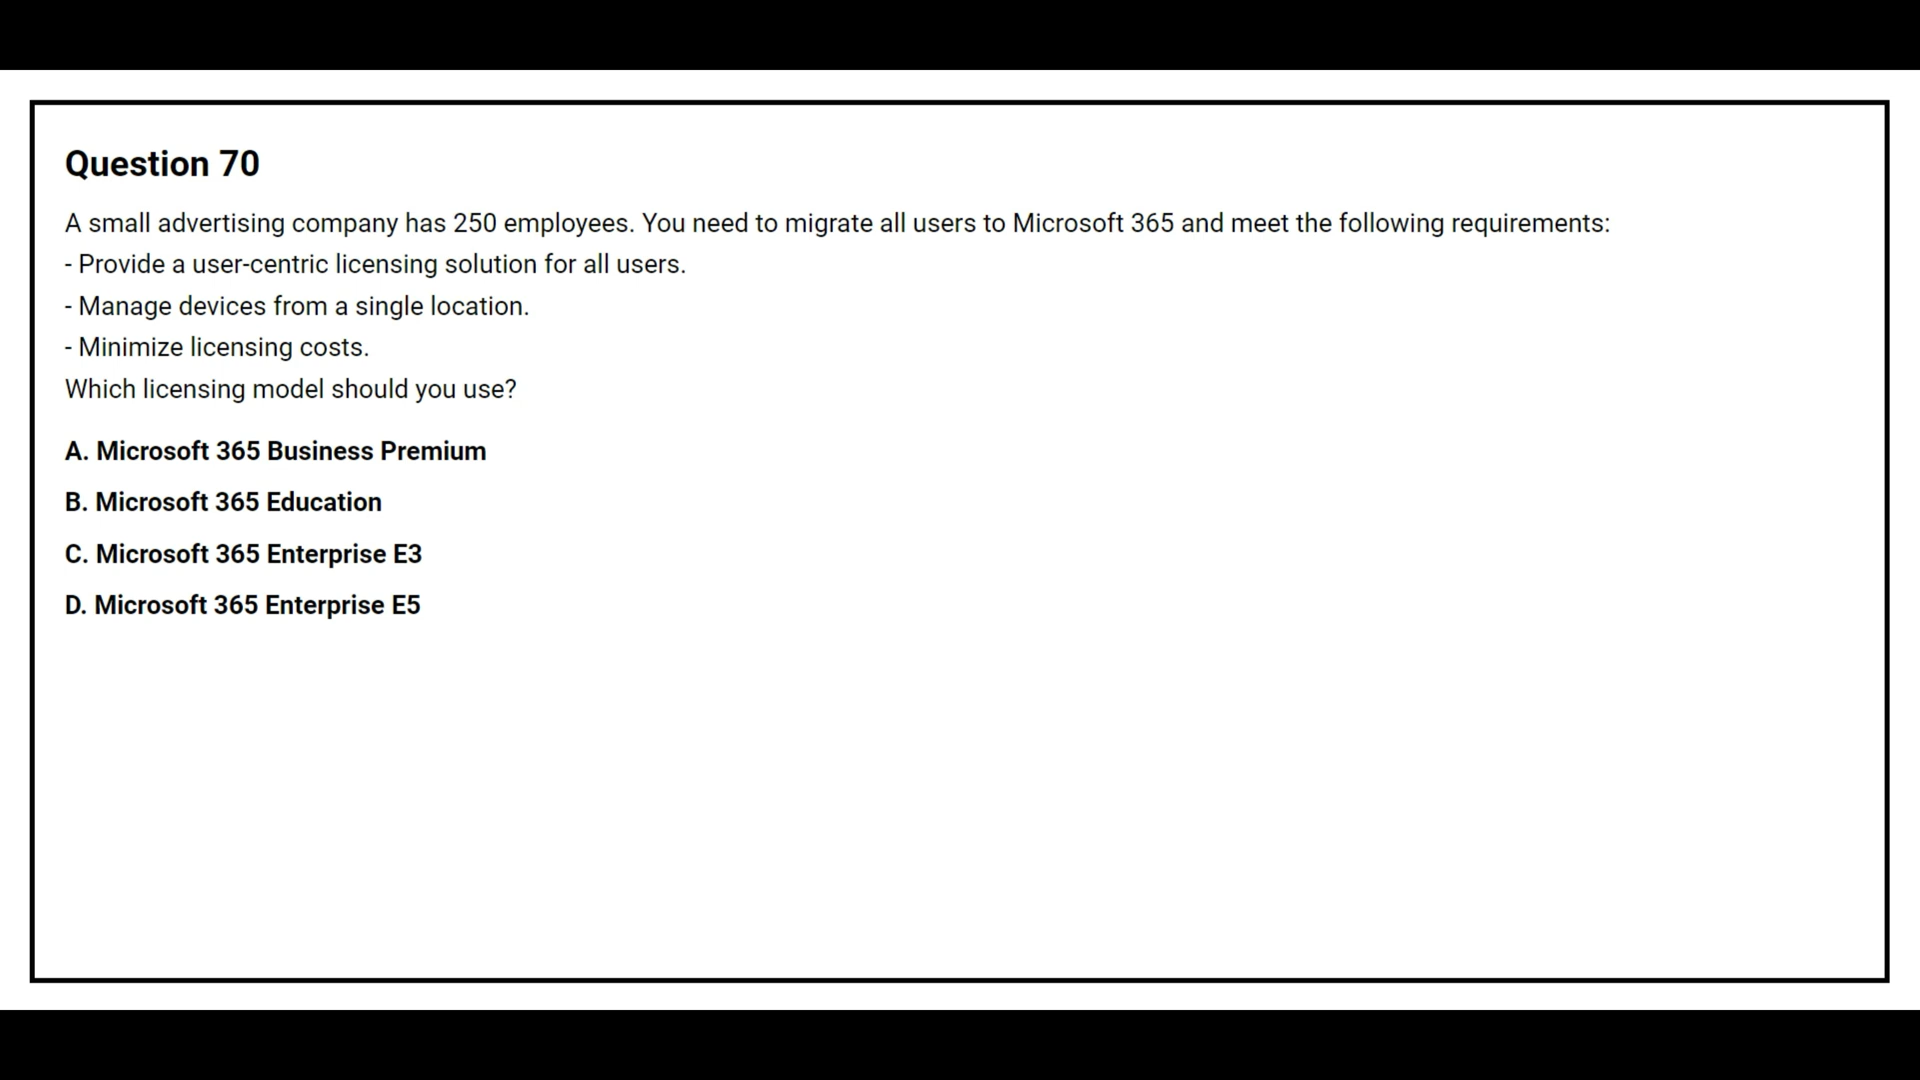 Question 70
A small advertising company has 250 employees. You need to migrate all users to Microsoft 365 and meet the following requirements:
- Provide a user-centric licensing solution for all users.
- Manage devices from a single location.
- Minimize licensing costs.
Which licensing model should you use?
A. Microsoft 365 Business Premium
B. Microsoft 365 Education
C. Microsoft 365 Enterprise E3
D. Microsoft 365 Enterprise E5